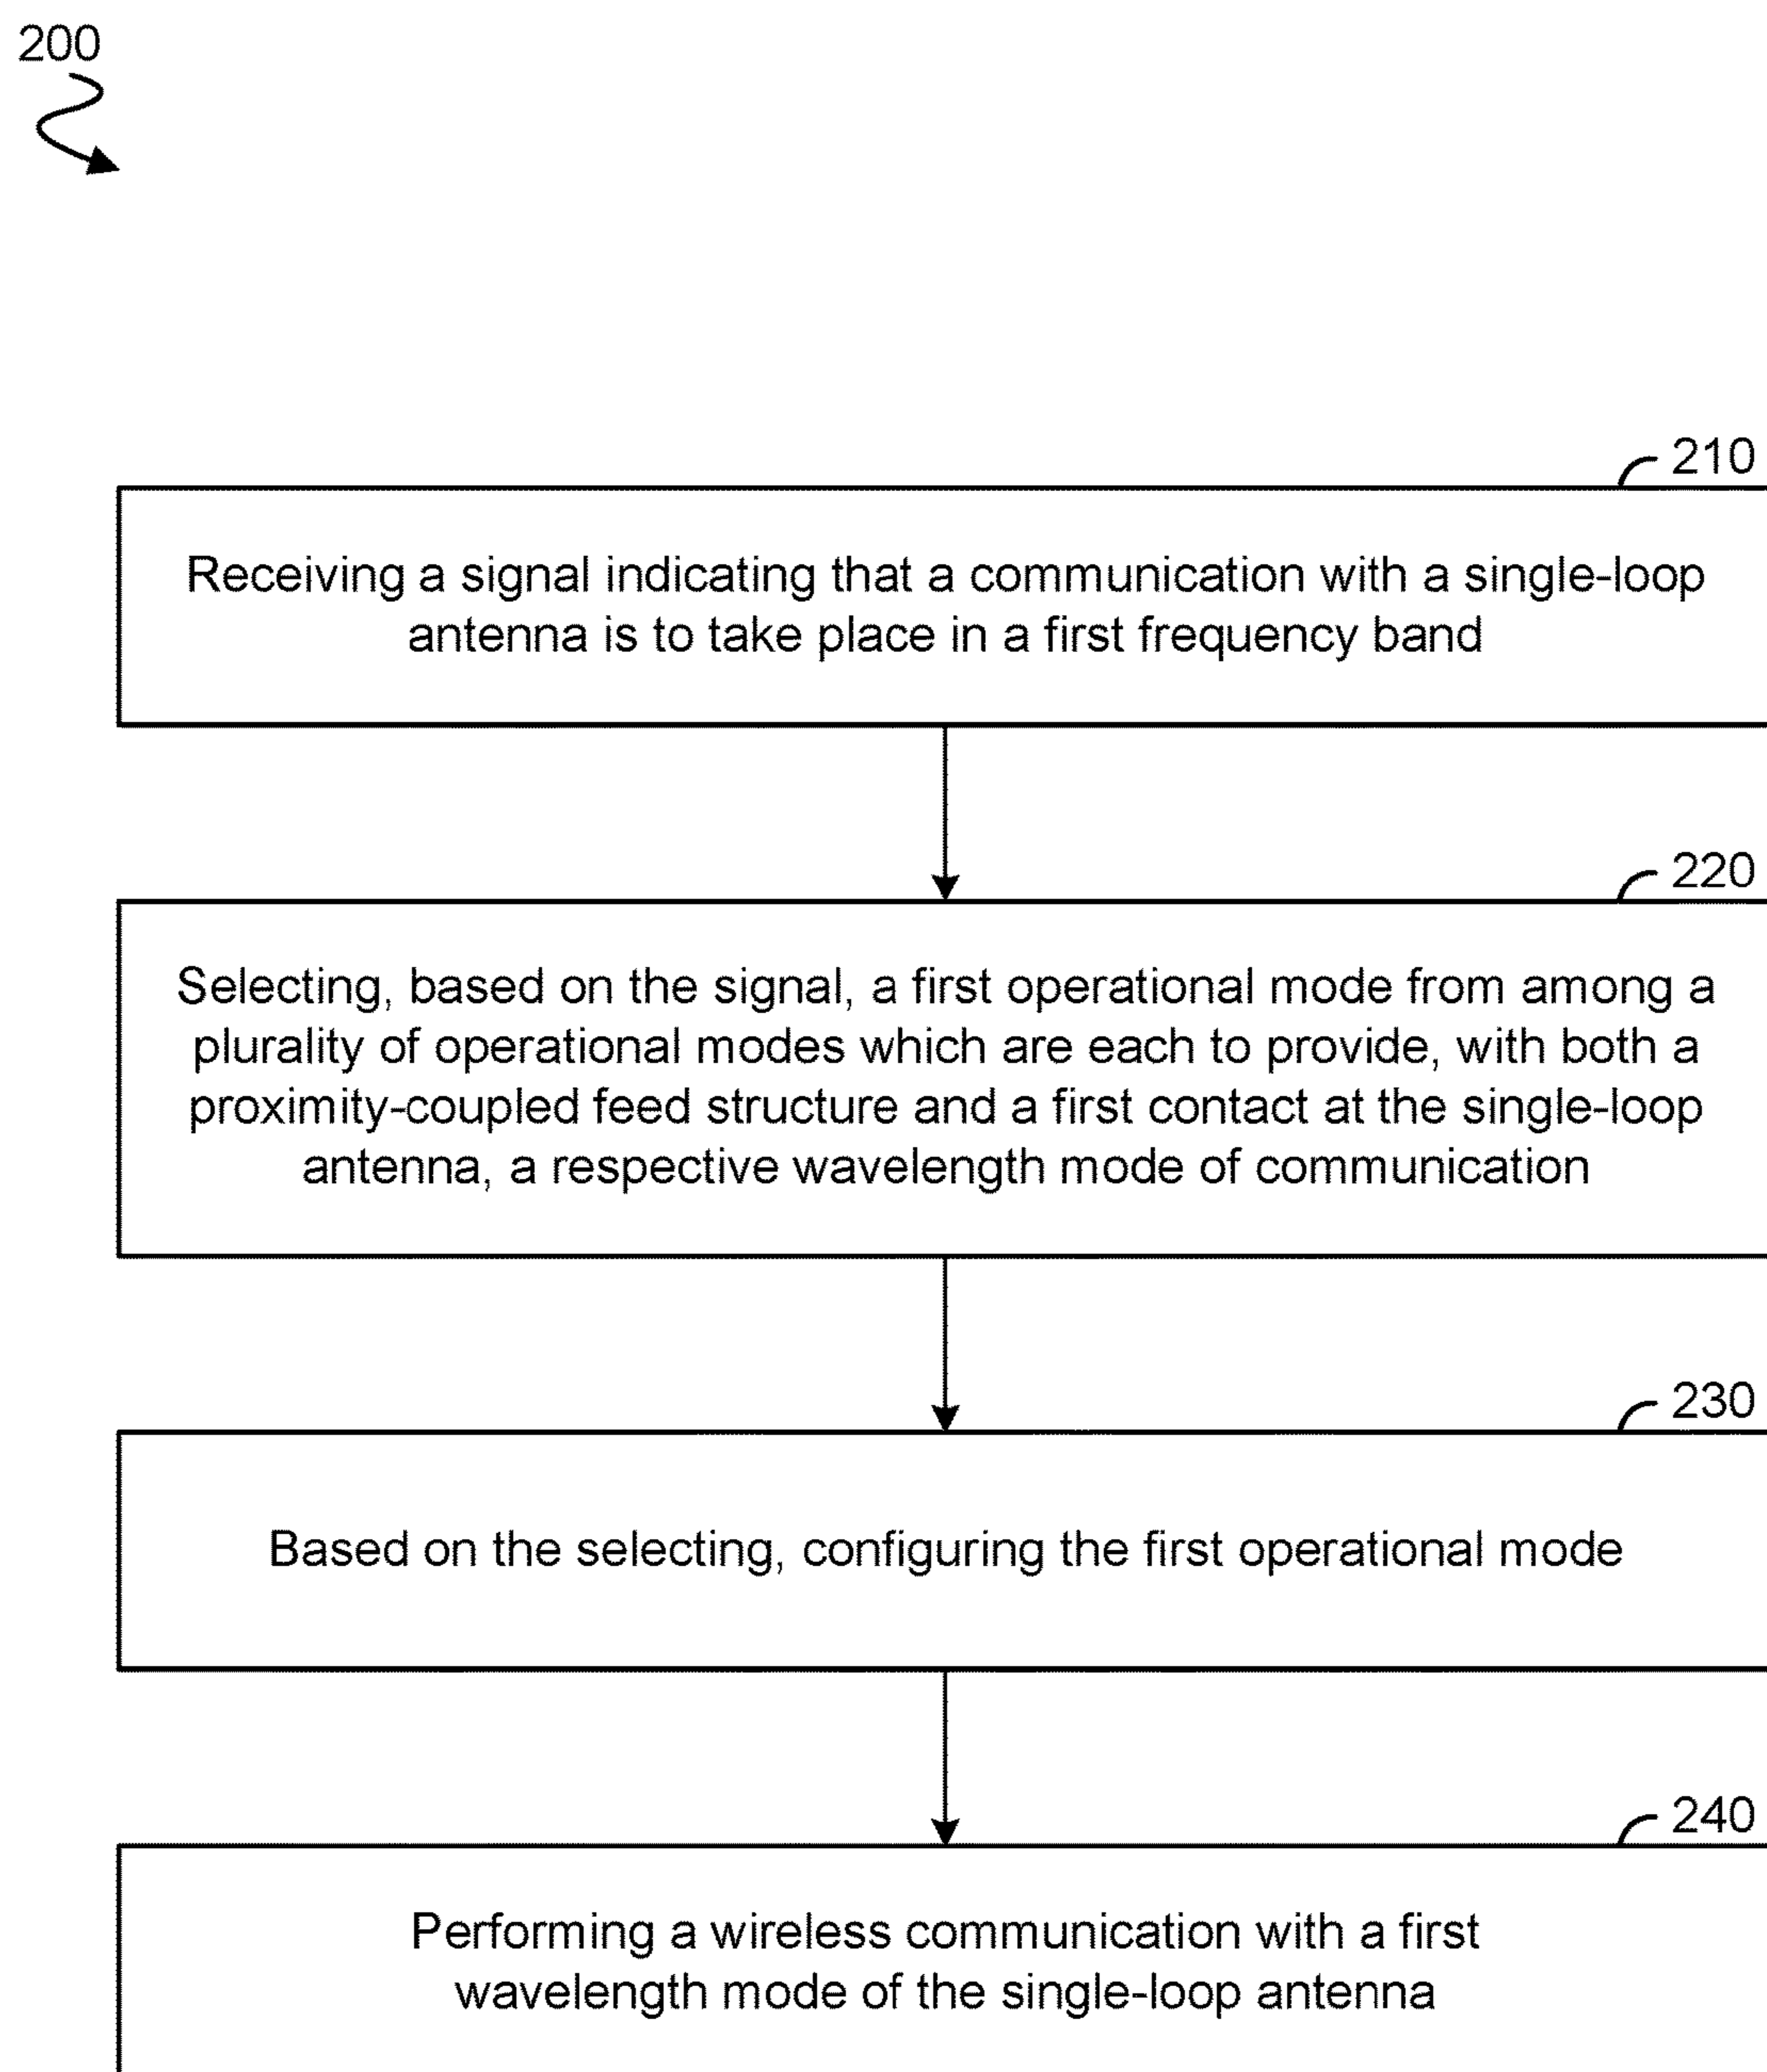 200
210
Receiving a signal indicating that a communication with a single-loop
antenna is to take place in a first frequency band
220
Selecting, based on the signal, a first operational mode from among a
plurality of operational modes which are each to provide, with both a
proximity-coupled feed structure and a first contact at the single-loop
antenna, a respective wavelength mode of communication
230
Based on the selecting, configuring the first operational mode
240
Performing a wireless communication with a first
wavelength mode of the single-loop antenna